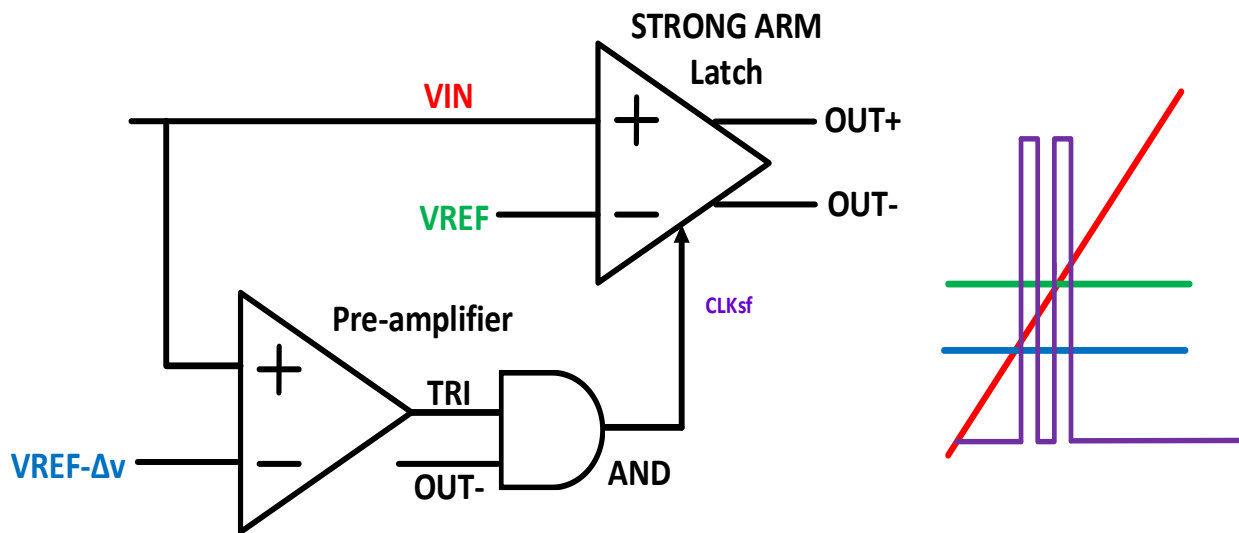 STRONG ARM
Latch
VIN
OUT+
OUT-
VREF
CLKsf
Pre-amplifier
TRI
VREF-Δv
OUT-
AND